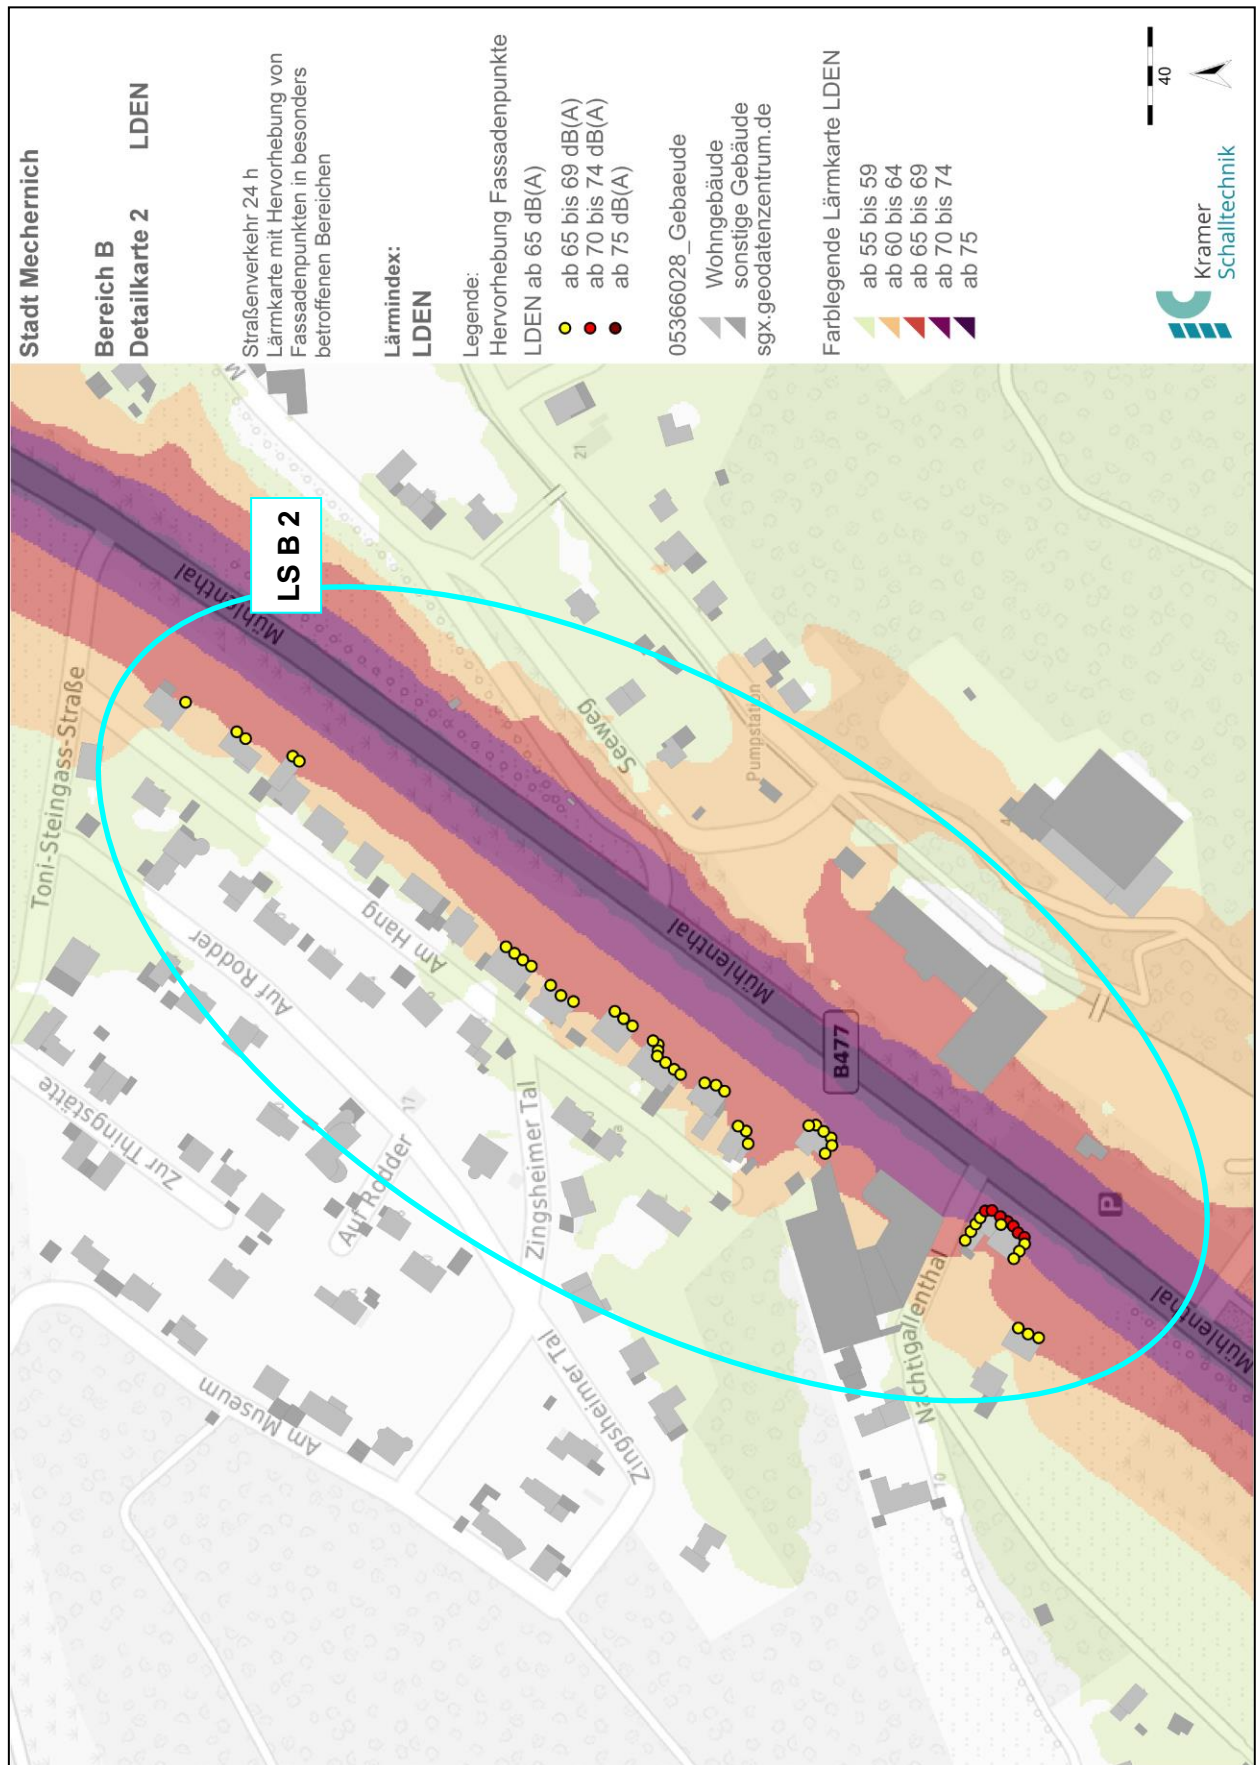 Stadt Mechernich
Bereich B
Detailkarte 2 LDEN
Straßenverkehr 24 h
Lärmkarte mit Hervorhebung von
Fassadenpunkten in besonders
betroffenen Bereichen
Lärmindex:
LDEN
Legende:
Hervorhebung Fassadenpunkte
LDEN ab 65 dB(A)
ab 65 bis 69 dB(A)
ab 70 bis 74 dB(A)
ab 75 dB(A)
05366028_Gebaeude
Wohngebäude
sonstige Gebäude
sgx.geodatenzentrum.de
Farblegende Lärmkarte LDEN
ab 55 bis 59
ab 60 bis 64
ab 65 bis 69
ab 70 bis 74
ab 75
40
Kramer
Schalltechnik
LS B 2
Mühlenthal
Mühlenthal
Toni-Steingass-Straße
Seeweg
21
Pumpstation
Am Hang
Auf Rodder
Mühlenthal
B477
Zur Thingstätte
17
Auf Rodder
Zingsheimer Tal
P
Mühlenthal
Nachtigallenthal
Zingsheimer Tal
Am Museum
10